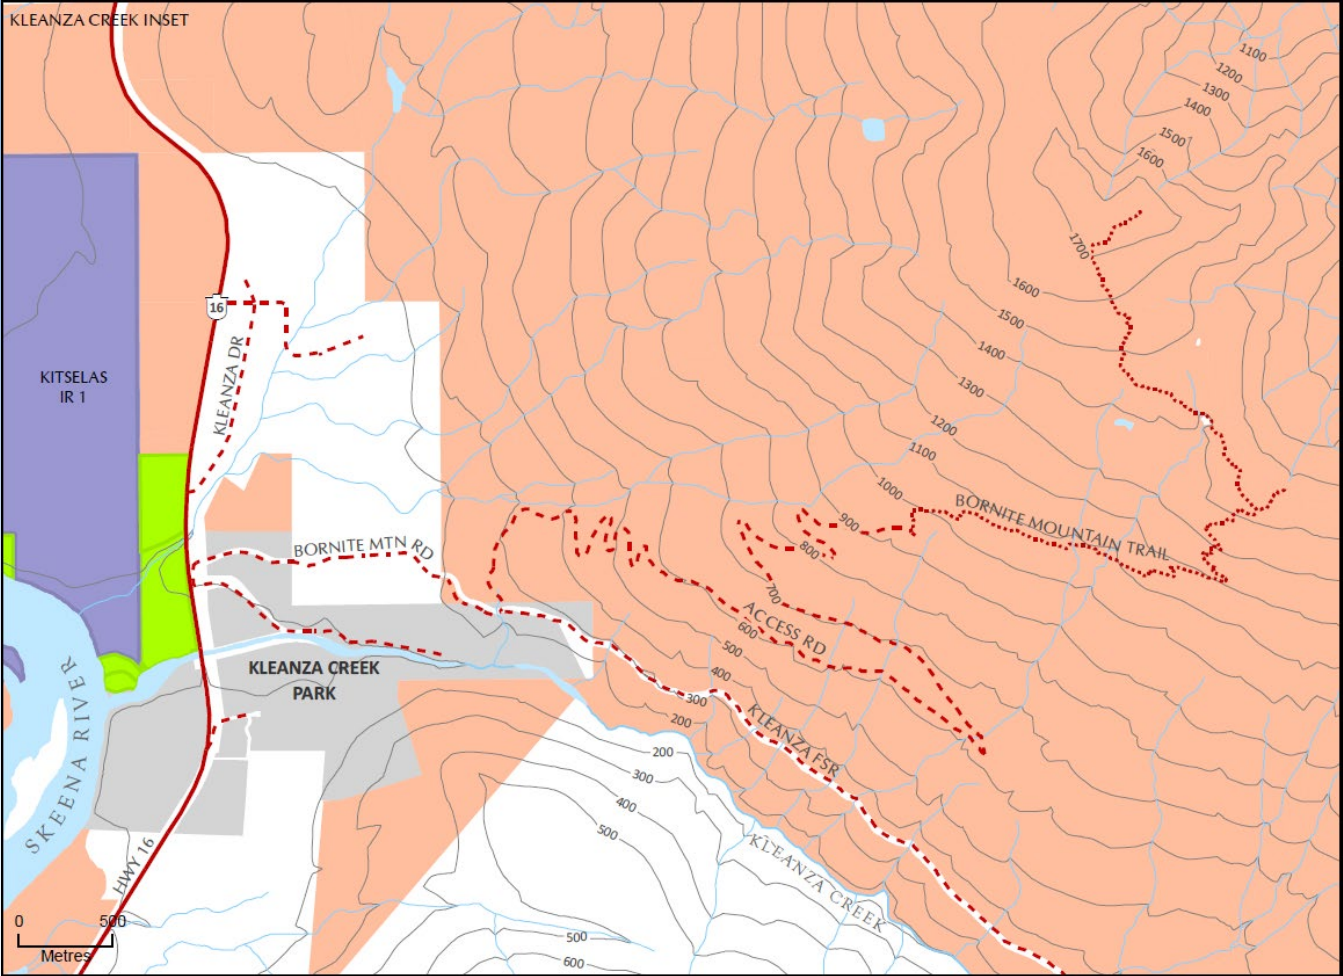 KLEANZA CREEK INSET
1100
1200
1300
1400
1500
1600
1700
16
1600
1500
KLEANZA DR
1400
KITSELAS
IR 1
1300
1200
1100
1000
BORNITE MOUNTAIN TRAIL
900
BORNITE MTN RD
800
700
ACCESS RD
600
500
KLEANZA CREEK
PARK
400
300
200
KLEANZA FSR
SKEENA RIVER
200
300
400
500
KLEANZA CREEK
HWY 16
0 500
Metres
500
600